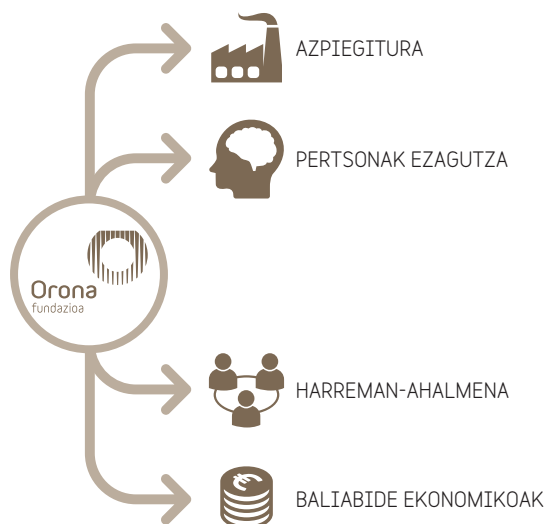 AZPIEGITURA
PERTSONAK EZAGUTZA
Orona
fundazioa
HARREMAN-AHALMENA
€
BALIABIDE EKONOMIKOAK